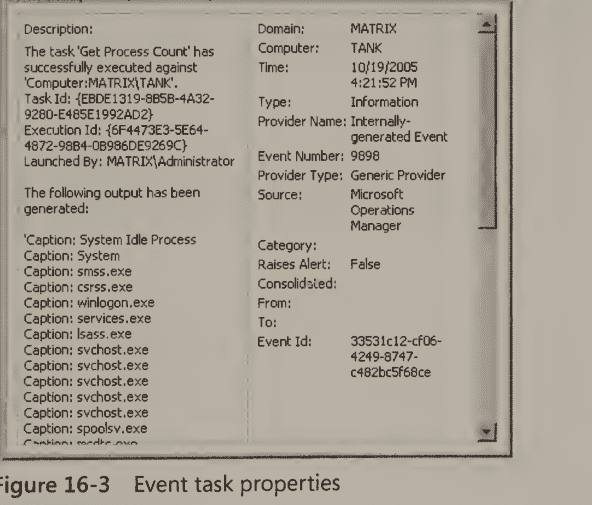 Description:
The task 'Get Process Count' has
successfully executed against
'Computer:MATRIX\TANK'.
Task Id: {EBDE1319-8B5B-4A32-
9280-E485E1992AD2}
Execution Id: {6F4473E3-5E64-
4872-98B4-0B986DE9269C}
Launched By: MATRIX\Administrator
The following output has been
generated:
'Caption: System Idle Process
Caption: System
Caption: smss.exe
Caption: csrss.exe
Caption: winlogon.exe
Caption: services.exe
Caption: lsass.exe
Caption: svchost.exe
Caption: svchost.exe
Caption: svchost.exe
Caption: svchost.exe
Caption: svchost.exe
Caption: spoolsv.exe
Caption: msdtc.exe
Domain: MATRIX
Computer: TANK
Time: 10/19/2005
4:21:52 PM
Type: Information
Provider Name: Internally-
generated Event
Event Number: 9898
Provider Type: Generic Provider
Source: Microsoft
Operations
Manager
Category:
Raises Alert: False
Consolidated:
From:
To:
Event Id: 33531c12-cf06-
4249-8747-
c482bc5f68ce
Figure 16-3 Event task properties